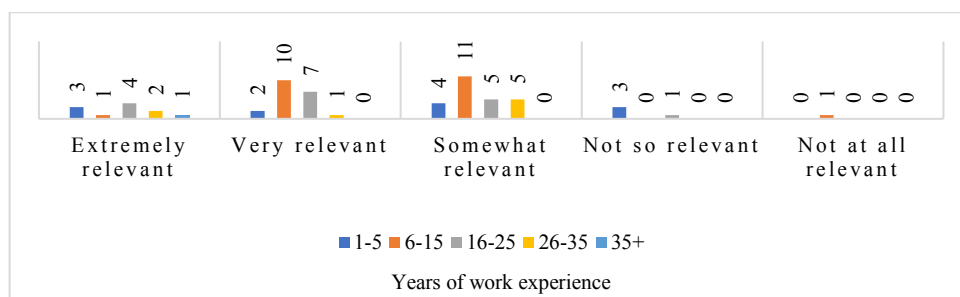 3 1 4 2 1 2 10 7 1 0 4 11 5 5 0 3 0 1 0 0 0 1 0 0 0
Extremely relevant Very relevant Somewhat relevant Not so relevant Not at all relevant
1-5 6-15 16-25 26-35 35+
Years of work experience